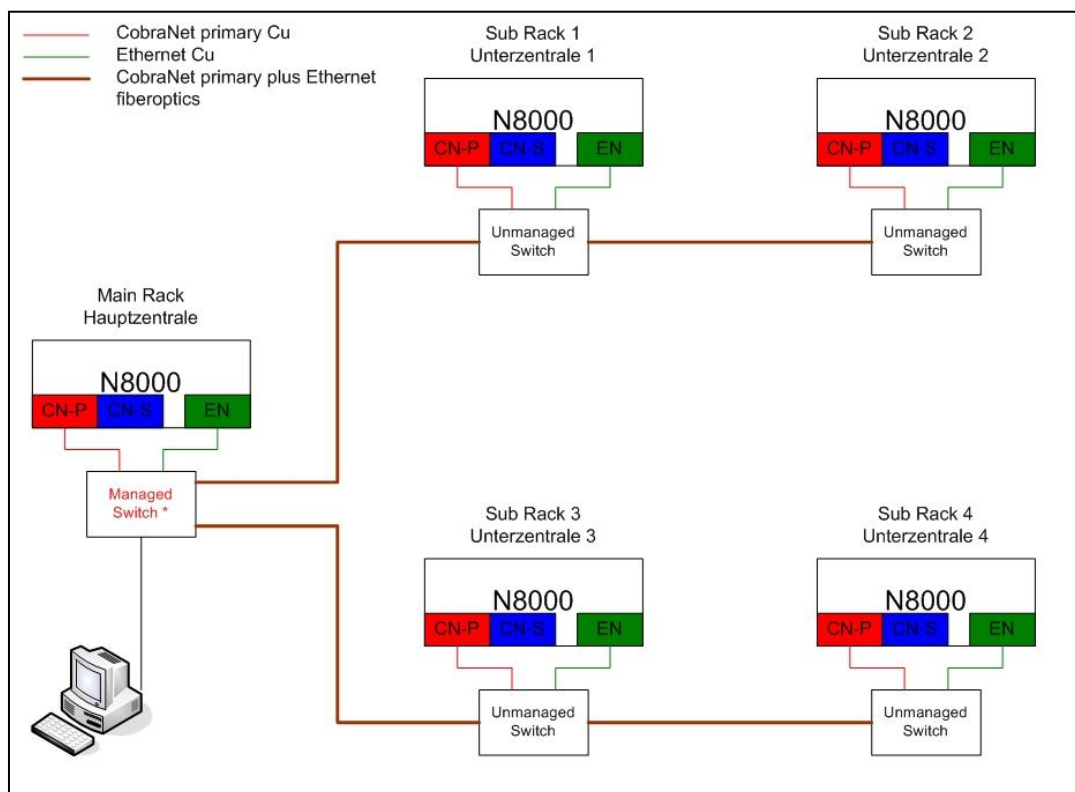 CobraNet primary Cu
Ethernet Cu
CobraNet primary plus Ethernet
fiberoptics
Sub Rack 1
Unterzentrale 1
N8000
CN-P CN-S EN
Unmanaged
Switch
Sub Rack 2
Unterzentrale 2
N8000
CN-P CN-S EN
Unmanaged
Switch
Main Rack
Hauptzentrale
N8000
CN-P CN-S EN
Managed
Switch *
Sub Rack 3
Unterzentrale 3
N8000
CN-P CN-S EN
Unmanaged
Switch
Sub Rack 4
Unterzentrale 4
N8000
CN-P CN-S EN
Unmanaged
Switch